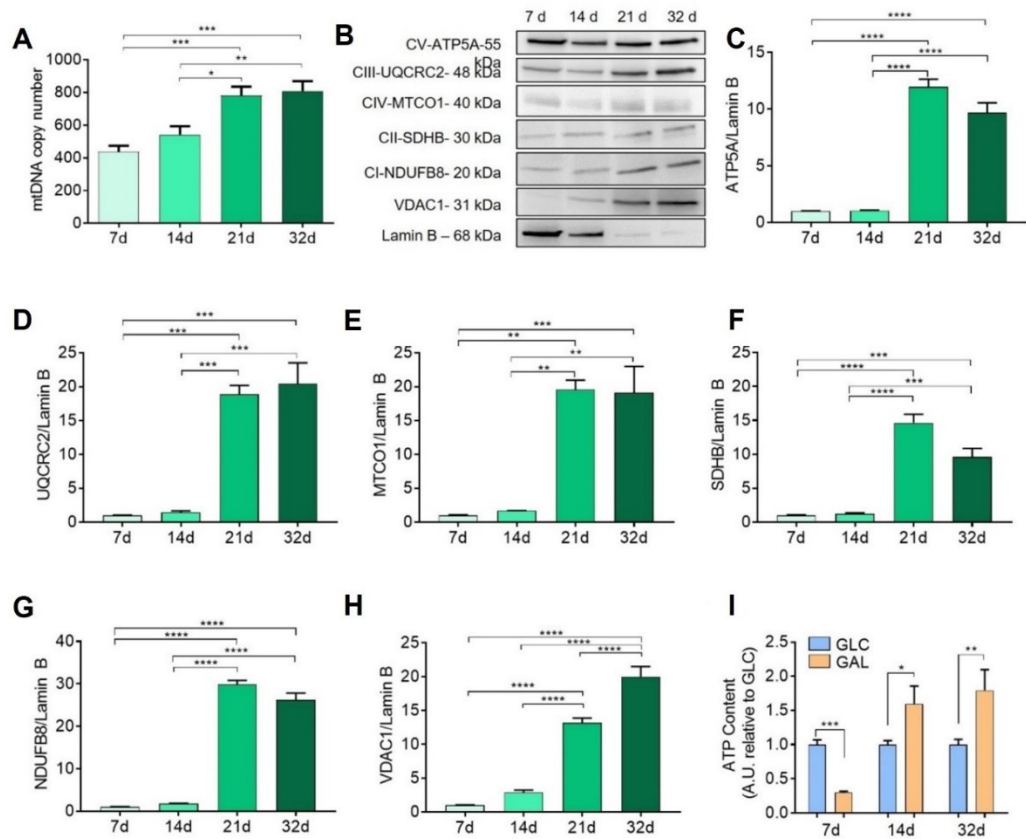 A
mtDNA copy number
1000
800
600
400
200
0
***
***
**
*
7d 14d 21d 32d
B
7 d 14 d 21 d 32 d
CV-ATP5A-55
kDa
CIII-UQCRC2- 48 kDa
CIV-MTCO1- 40 kDa
CII-SDHB- 30 kDa
CI-NDUFB8- 20 kDa
VDAC1- 31 kDa
Lamin B – 68 kDa
C
ATP5A/Lamin B
15
10
5
0
****
****
****
****
7d 14d 21d 32d
D
UQCRC2/Lamin B
25
20
15
10
5
0
***
***
***
***
7d 14d 21d 32d
E
MTCO1/Lamin B
25
20
15
10
5
0
***
**
**
**
7d 14d 21d 32d
F
SDHB/Lamin B
25
20
15
10
5
0
***
****
***
****
7d 14d 21d 32d
G
NDUFB8/Lamin B
40
30
20
10
0
****
****
****
****
7d 14d 21d 32d
H
VDAC1/Lamin B
25
20
15
10
5
0
****
****
****
****
****
7d 14d 21d 32d
I
ATP Content
(A.U. relative to GLC)
2.5
2.0
1.5
1.0
0.5
0.0
GLC
GAL
***
*
**
7d 14d 32d